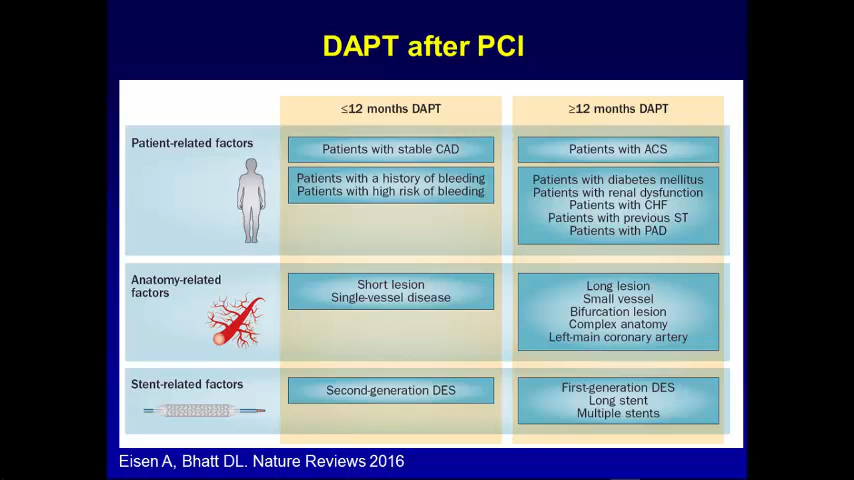 DAPT after PCI
≤12 months DAPT
≥12 months DAPT
Patient-related factors
Patients with stable CAD
Patients with a history of bleeding
Patients with high risk of bleeding
Patients with ACS
Patients with diabetes mellitus
Patients with renal dysfunction
Patients with CHF
Patients with previous ST
Patients with PAD
Anatomy-related
factors
Short lesion
Single-vessel disease
Long lesion
Small vessel
Bifurcation lesion
Complex anatomy
Left-main coronary artery
Stent-related factors
Second-generation DES
First-generation DES
Long stent
Multiple stents
Eisen A, Bhatt DL. Nature Reviews 2016